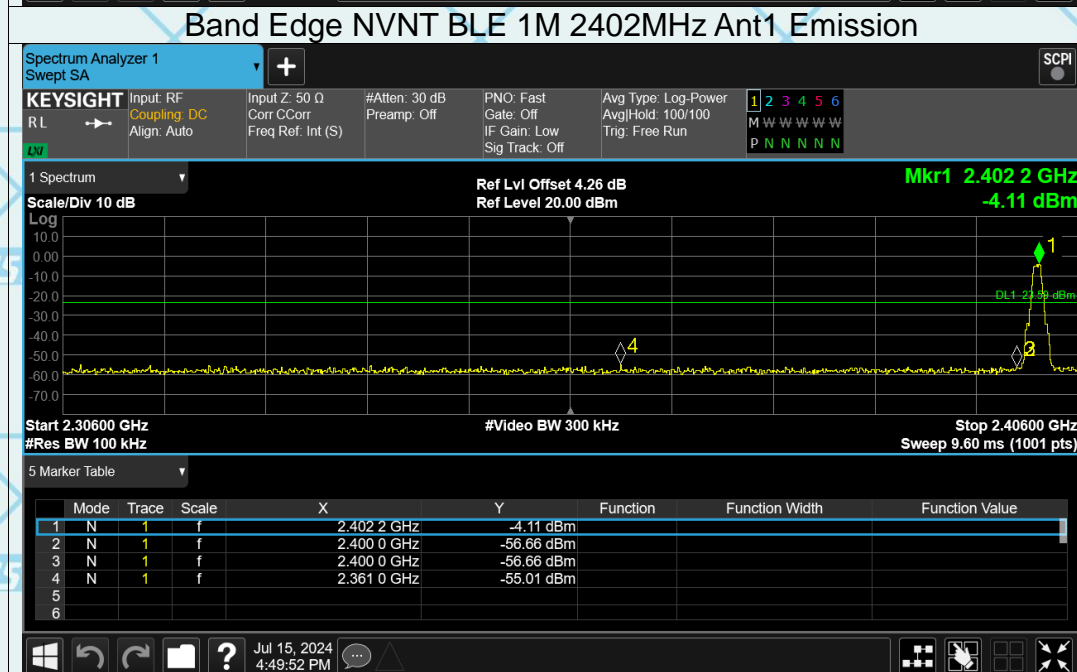 Band Edge NVNT BLE 1M 2402MHz Ant1 Emission
Spectrum Analyzer 1
Swept SA
+
SCPI
KEYSIGHT
RL
LXI
Input: RF
Coupling: DC
Align: Auto
Input Z: 50 Ω
Corr CCorr
Freq Ref: Int (S)
#Atten: 30 dB
Preamp: Off
PNO: Fast
Gate: Off
IF Gain: Low
Sig Track: Off
Avg Type: Log-Power
Avg|Hold: 100/100
Trig: Free Run
1 2 3 4 5 6
M W W W W W
P N N N N N
1 Spectrum
Scale/Div 10 dB
Ref Lvl Offset 4.26 dB
Ref Level 20.00 dBm
Mkr1 2.402 2 GHz
-4.11 dBm
Log
10.0
0.00
-10.0
-20.0
-30.0
-40.0
-50.0
-60.0
-70.0
1
DL1 -23.59 dBm
4
Start 2.30600 GHz
#Res BW 100 kHz
#Video BW 300 kHz
Stop 2.40600 GHz
Sweep 9.60 ms (1001 pts)
5 Marker Table
Mode Trace Scale X Y Function Function Width Function Value
1 N 1 f 2.402 2 GHz -4.11 dBm
2 N 1 f 2.400 0 GHz -56.66 dBm
3 N 1 f 2.400 0 GHz -56.66 dBm
4 N 1 f 2.361 0 GHz -55.01 dBm
5
6
?
Jul 15, 2024
4:49:52 PM